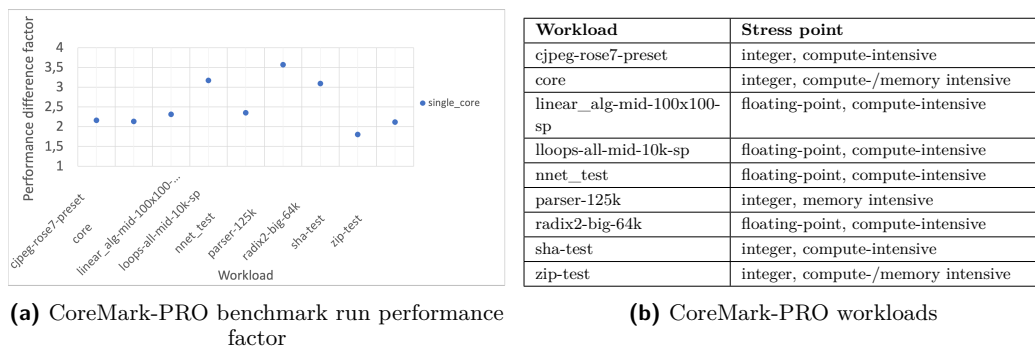 Performance difference factor
4
3,5
3
2,5
2
1,5
1
single_core
cjpeg-rose7-preset
core
linear_alg-mid-100x100-...
loops-all-mid-10k-sp
nnet_test
parser-125k
radix2-big-64k
sha-test
zip-test
Workload
(a) CoreMark-PRO benchmark run performance
factor
Workload Stress point
cjpeg-rose7-preset integer, compute-intensive
core integer, compute-/memory intensive
linear_alg-mid-100x100- floating-point, compute-intensive
sp
lloops-all-mid-10k-sp floating-point, compute-intensive
nnet_test floating-point, compute-intensive
parser-125k integer, memory intensive
radix2-big-64k floating-point, compute-intensive
sha-test integer, compute-intensive
zip-test integer, compute-/memory intensive
(b) CoreMark-PRO workloads